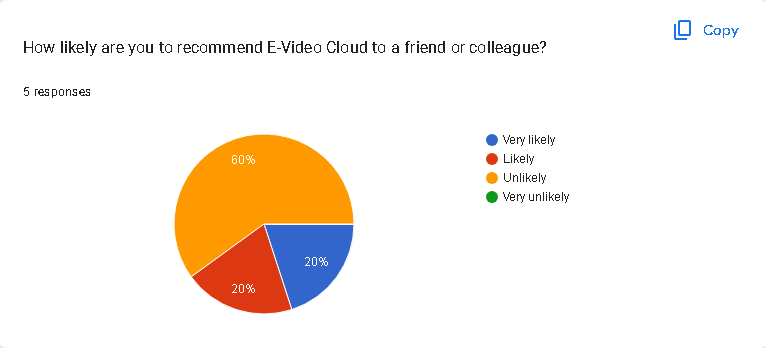 Copy
How likely are you to recommend E-Video Cloud to a friend or colleague?
5 responses
60%
20%
20%
Very likely
Likely
Unlikely
Very unlikely